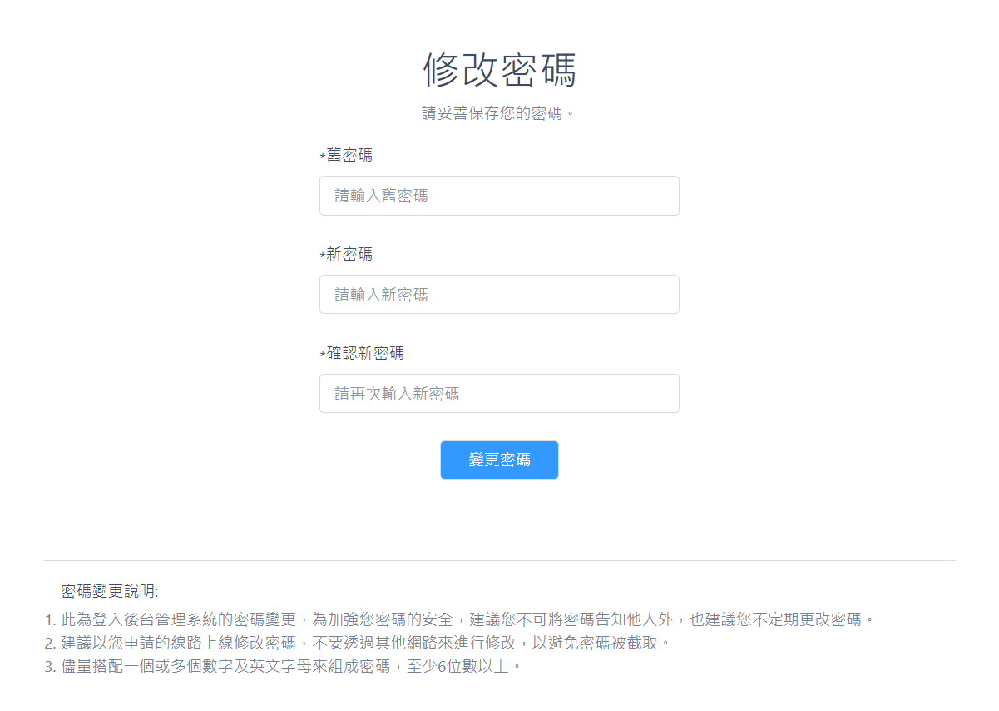 修改密碼
請妥善保存您的密碼。
*舊密碼
請輸入舊密碼
*新密碼
請輸入新密碼
*確認新密碼
請再次輸入新密碼
變更密碼
密碼變更說明:
1. 此為登入後台管理系統的密碼變更，為加強您密碼的安全，建議您不可將密碼告知他人外，也建議您不定期更改密碼。
2. 建議以您申請的線路上線修改密碼，不要透過其他網路來進行修改，以避免密碼被截取。
3. 儘量搭配一個或多個數字及英文字母來組成密碼，至少6位數以上。